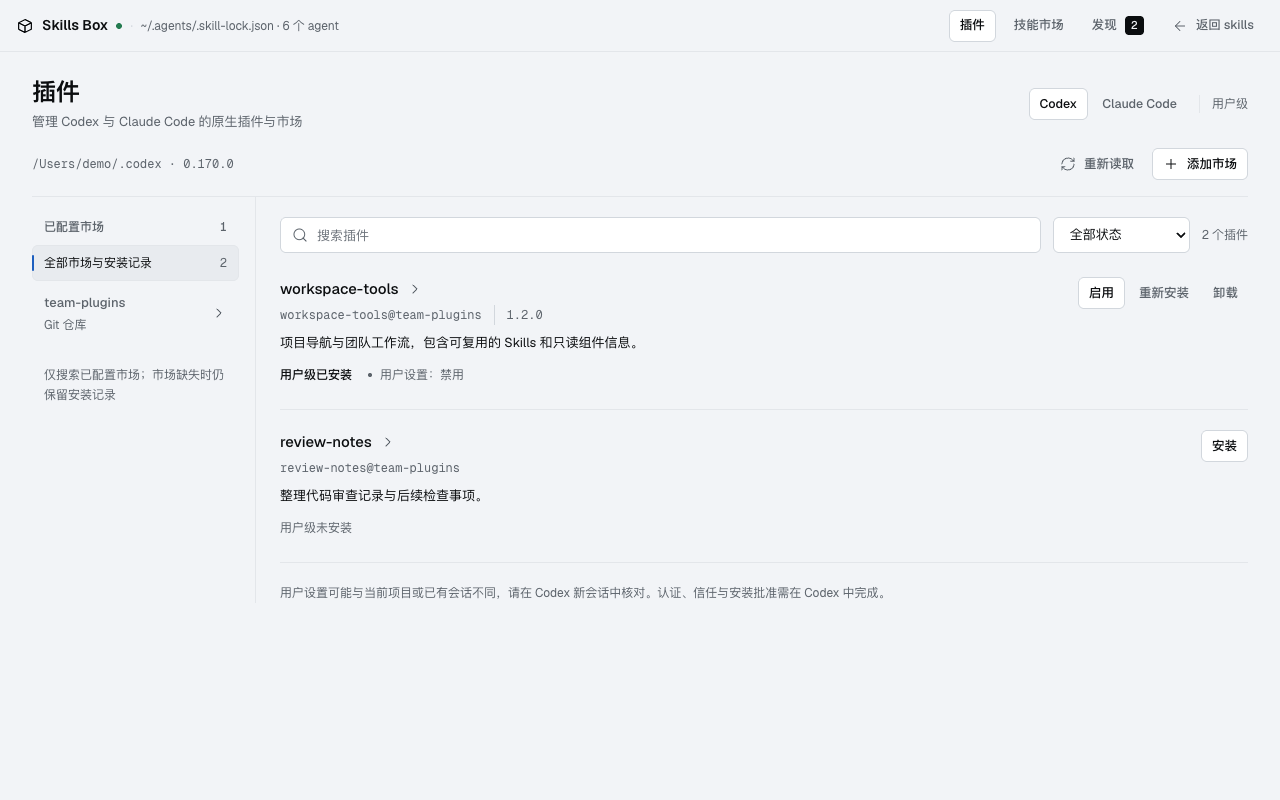 Skills Box
~/.agents/.skill-lock.json · 6 个 agent
插件
技能市场
发现 2
返回 skills
插件
管理 Codex 与 Claude Code 的原生插件与市场
Codex
Claude Code
用户级
/Users/demo/.codex · 0.170.0
重新读取
添加市场
已配置市场 1
全部市场与安装记录 2
team-plugins
Git 仓库
仅搜索已配置市场；市场缺失时仍
保留安装记录
搜索插件
全部状态
2 个插件
workspace-tools
启用
重新安装
卸载
workspace-tools@team-plugins 1.2.0
项目导航与团队工作流，包含可复用的 Skills 和只读组件信息。
用户级已安装 • 用户设置：禁用
review-notes
安装
review-notes@team-plugins
整理代码审查记录与后续检查事项。
用户级未安装
用户设置可能与当前项目或已有会话不同，请在 Codex 新会话中核对。认证、信任与安装批准需在 Codex 中完成。